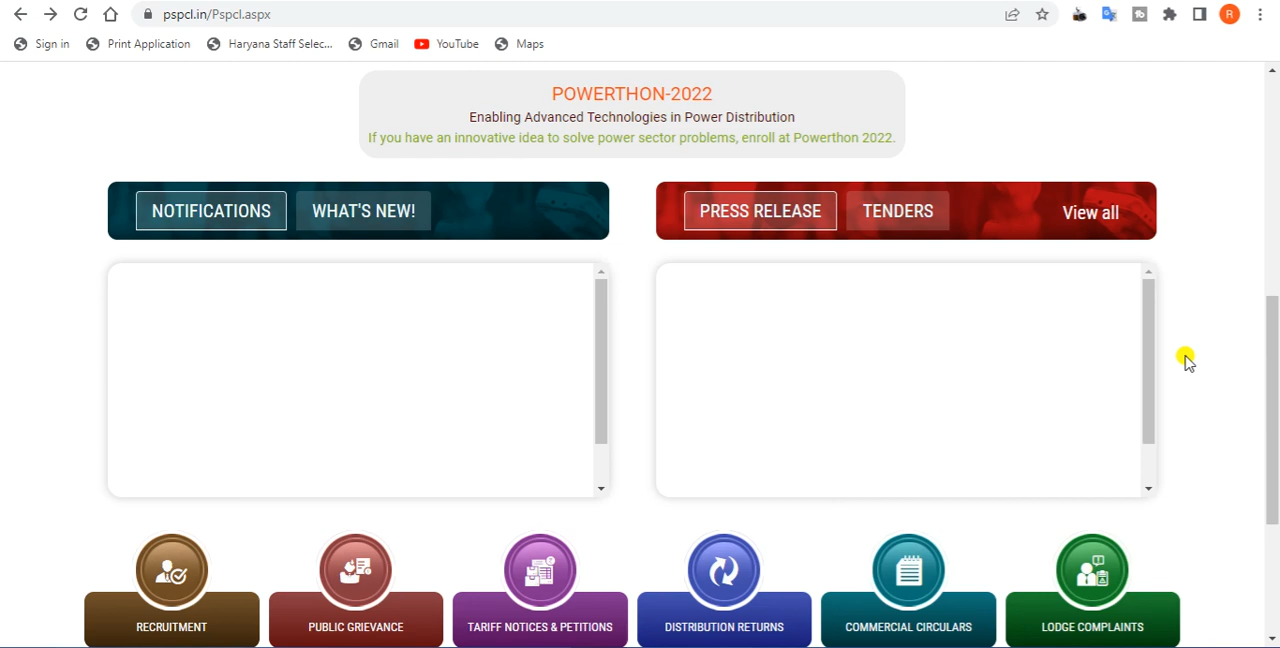 pspcl.in/Pspcl.aspx
R
Sign in
Print Application
Haryana Staff Selec...
Gmail
YouTube
Maps
POWERTHON-2022
Enabling Advanced Technologies in Power Distribution
If you have an innovative idea to solve power sector problems, enroll at Powerthon 2022.
NOTIFICATIONS
WHAT'S NEW!
PRESS RELEASE
TENDERS
View all
RECRUITMENT
PUBLIC GRIEVANCE
TARIFF NOTICES & PETITIONS
DISTRIBUTION RETURNS
COMMERCIAL CIRCULARS
LODGE COMPLAINTS